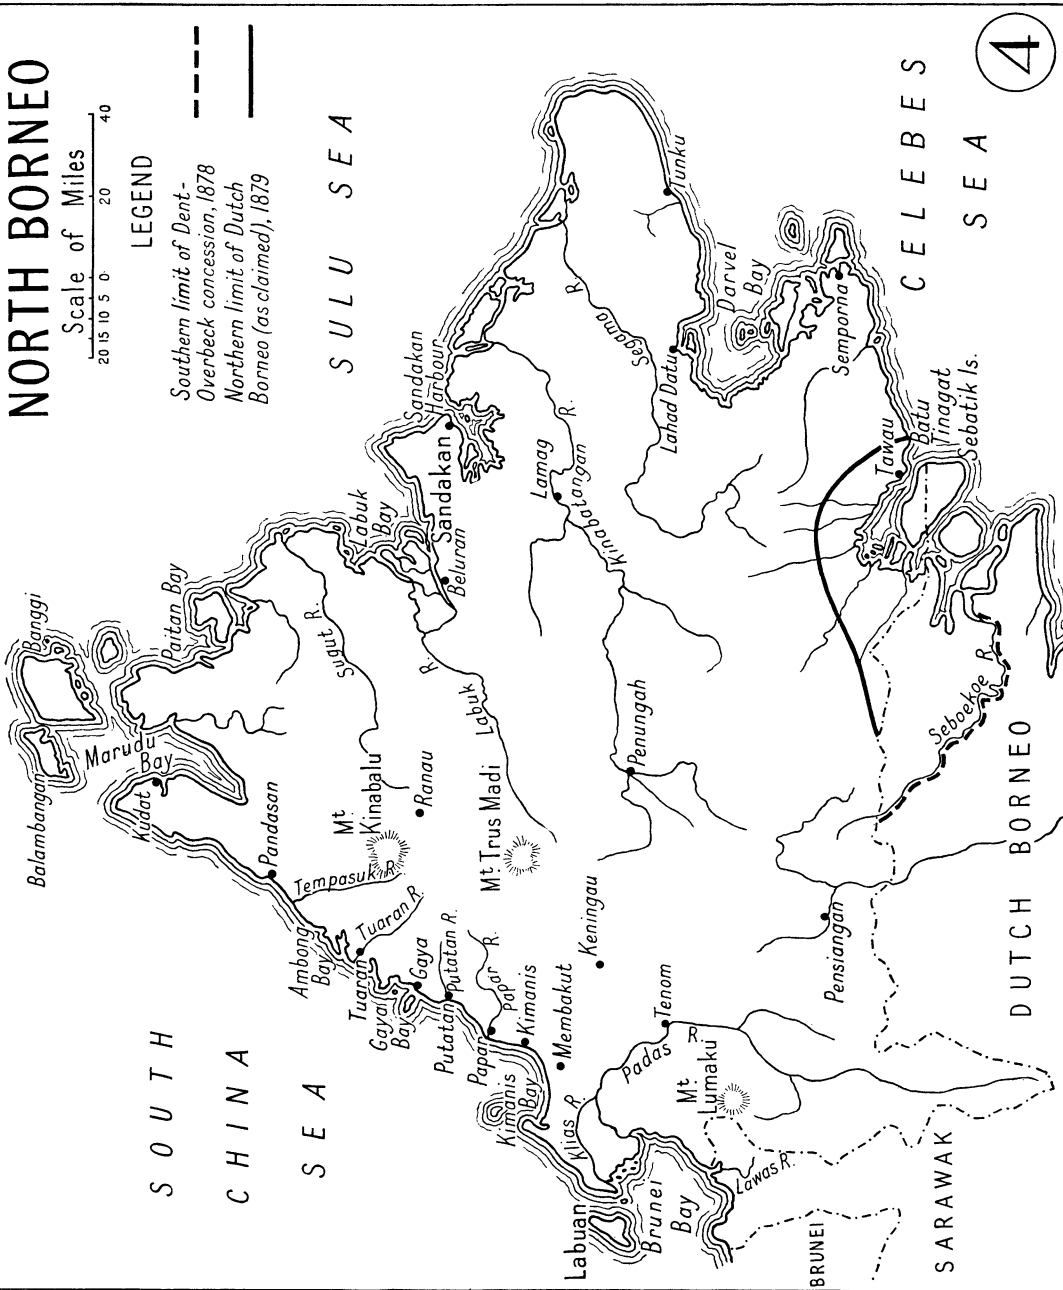 NORTH BORNEO
Scale of Miles
20 15 10 5 0 20 40
LEGEND
Southern limit of Dent-
Overbeck concession, 1878
Northern limit of Dutch
Borneo (as claimed), 1879
4
SOUTH
CHINA
SEA
SULU SEA
CELEBES
SEA
Balambangan
Banggi
Marudu
Bay
Kudat
Paitan Bay
Pandasan
Sugut R.
Labuk
Bay
Mt
Kinabalu
Tempasuk R.
Ranau
Ambong
Bay
Tuaran
Tuaran R.
Labuk R.
Beluran
Sandakan
Sandakan
Harbour
Gaya
Bay
Gaya
Putatan
Putatan R.
Mt Trus Madi
Papan
Papar R.
Kimanis
Kimanis
Bay
Membakut
Keningau
Lamag
Kinabatangan R.
Segama R.
Penungah
Tunku
Darvel
Bay
Lahad Datu
Semporna
Labuan
Klias R.
Padas R.
Tenom
Mt
Lumaku
Brunei
Bay
Lawas R.
BRUNEI
SARAWAK
Pensiangan
DUTCH BORNEO
Seboekoe R.
Tawau
Batu
Tinagat
Sebatik Is.